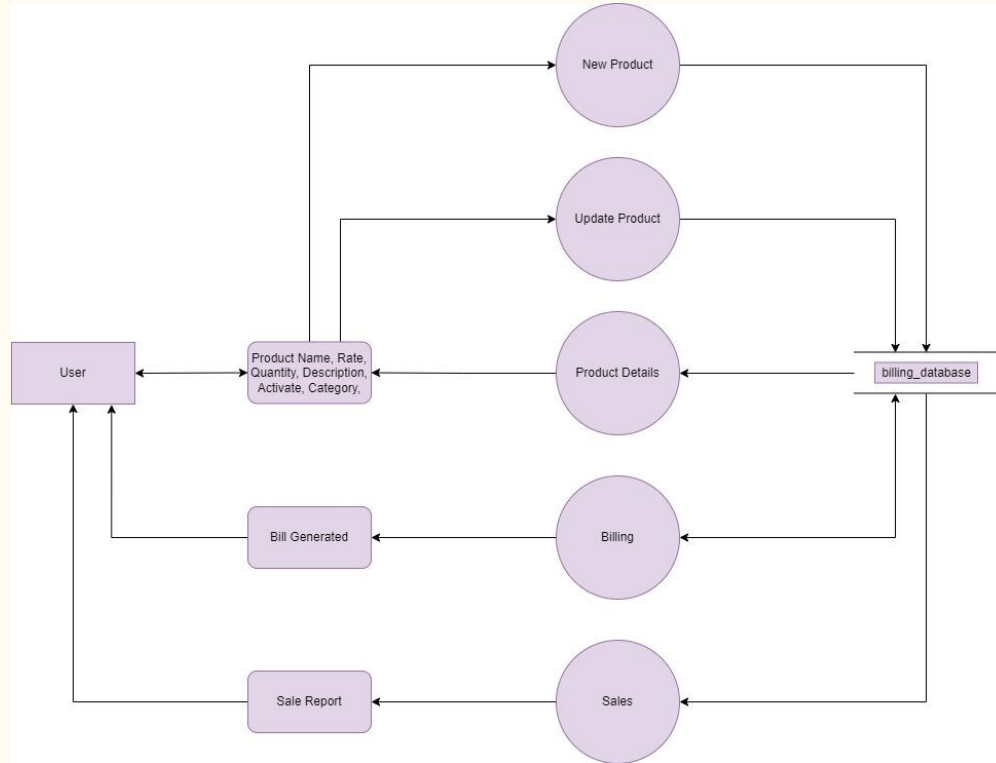 New Product
Update Product
User
Product Name, Rate,
Quantity, Description,
Activate, Category,
Product Details
billing_database
Bill Generated
Billing
Sale Report
Sales